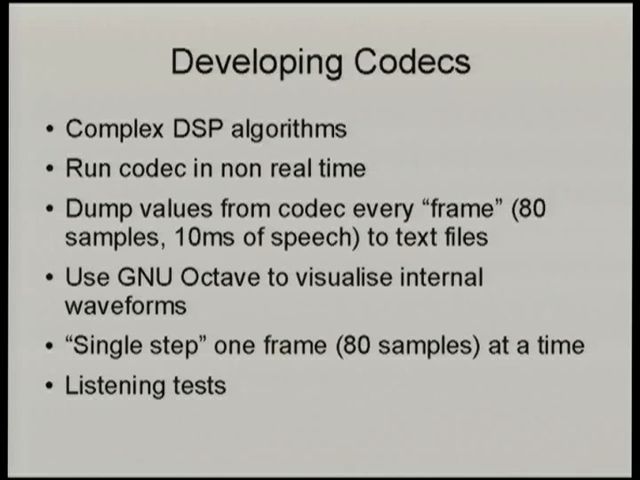 Developing Codecs
• Complex DSP algorithms
• Run codec in non real time
• Dump values from codec every “frame” (80
samples, 10ms of speech) to text files
• Use GNU Octave to visualise internal
waveforms
• “Single step” one frame (80 samples) at a time
• Listening tests